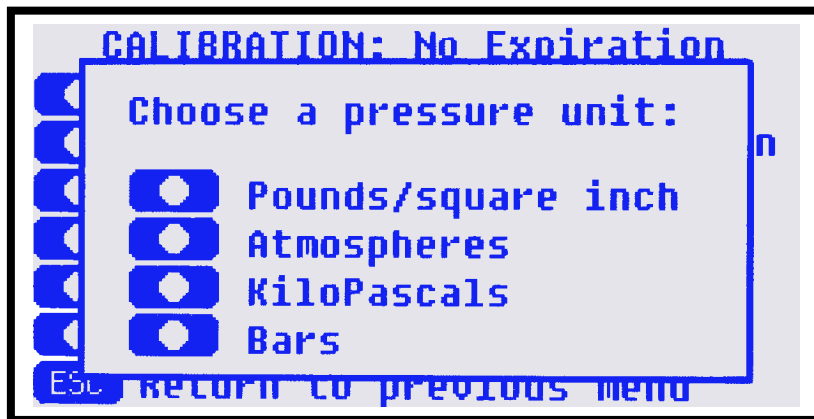 CALIBRATION: No Expiration
Choose a pressure unit:
n
Pounds/square inch
Atmospheres
KiloPascals
Bars
ESC Return to previous menu